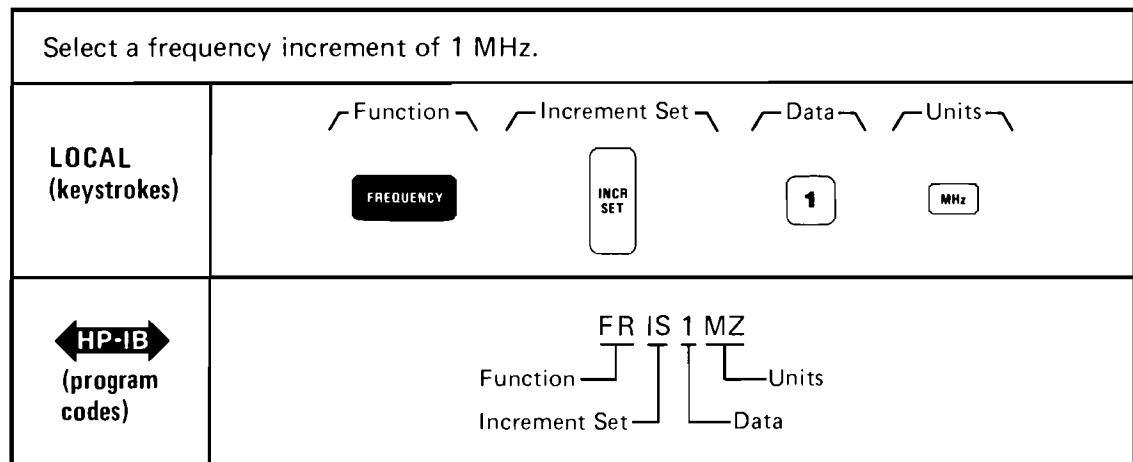 Select a frequency increment of 1 MHz.
LOCAL
(keystrokes)
Function Increment Set Data Units
FREQUENCY
INCR
SET
1
MHz
HP-IB
(program
codes)
FR IS 1 MZ
Function Units
Increment Set Data